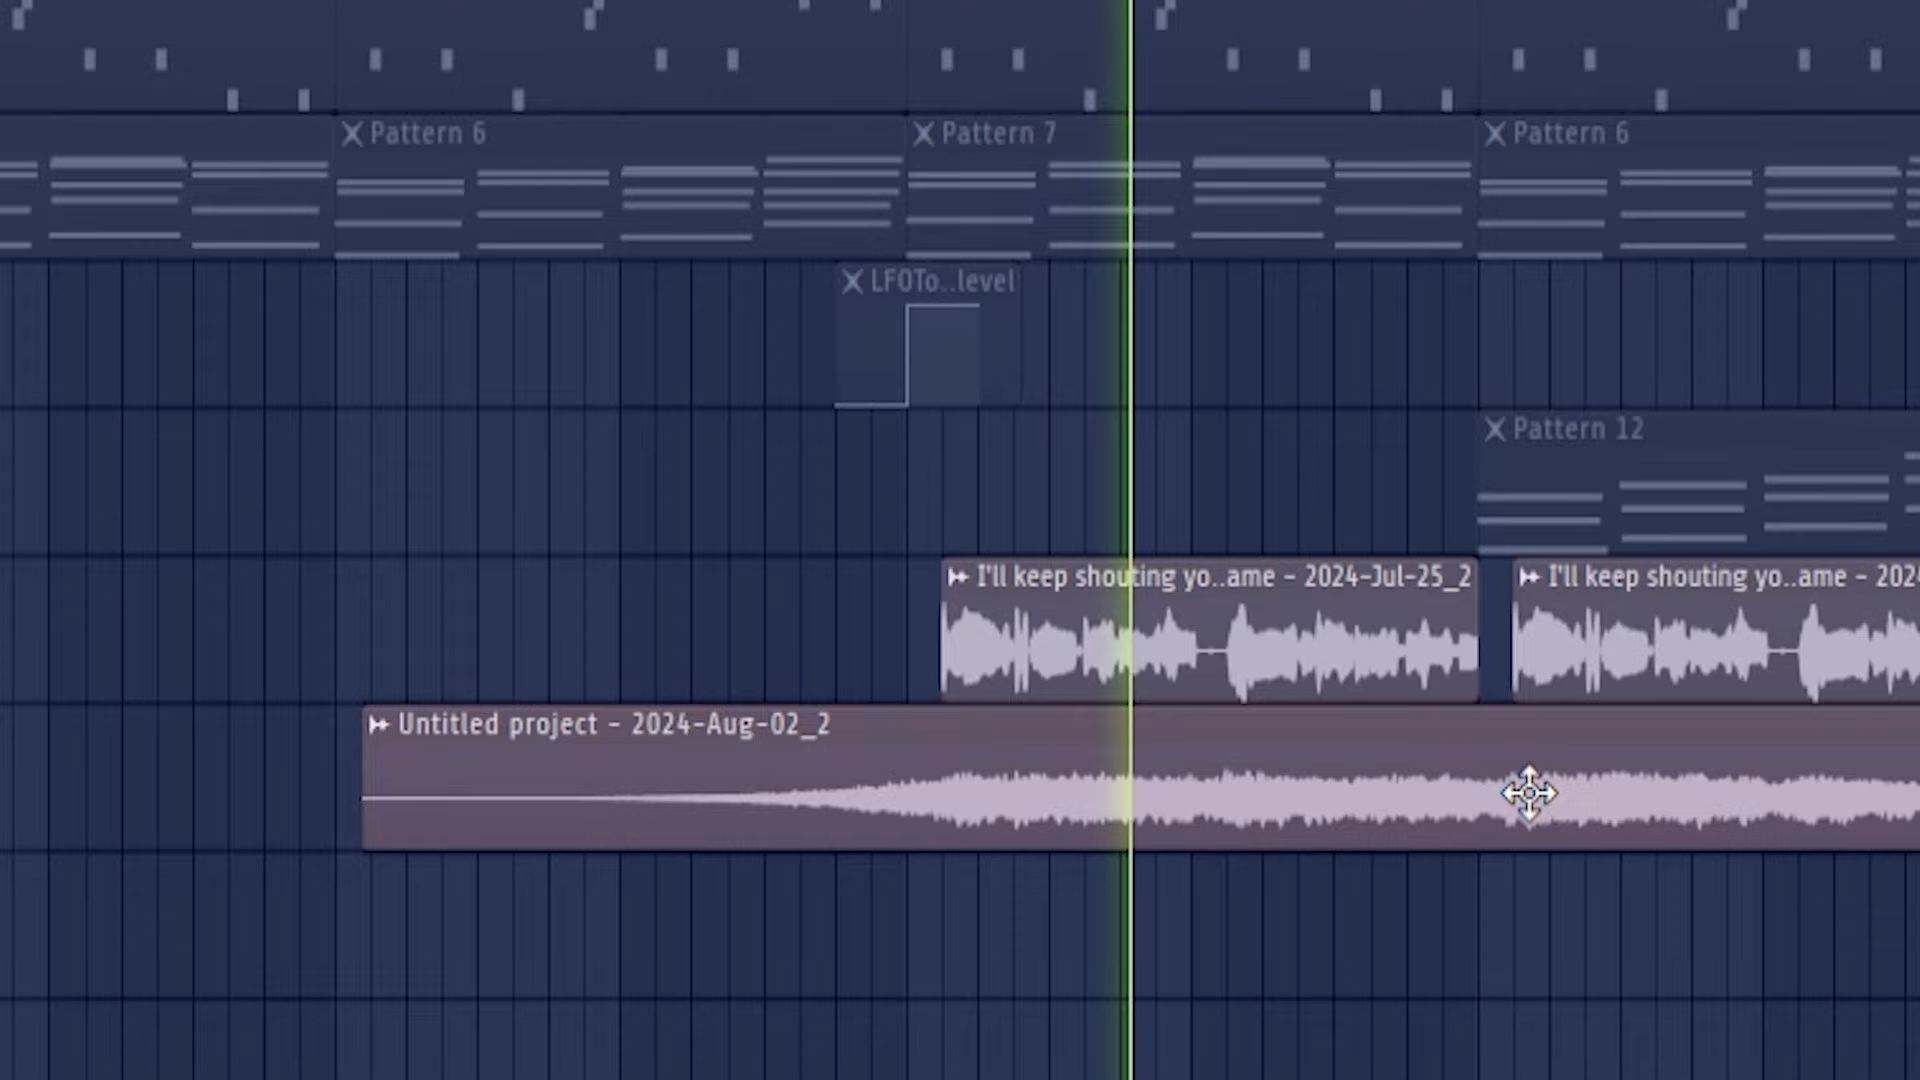 Pattern 6
Pattern 7
Pattern 6
LFOTo..level
Pattern 12
I'll keep shouting yo..ame - 2024-Jul-25_2
I'll keep shouting yo..ame - 202
Untitled project - 2024-Aug-02_2